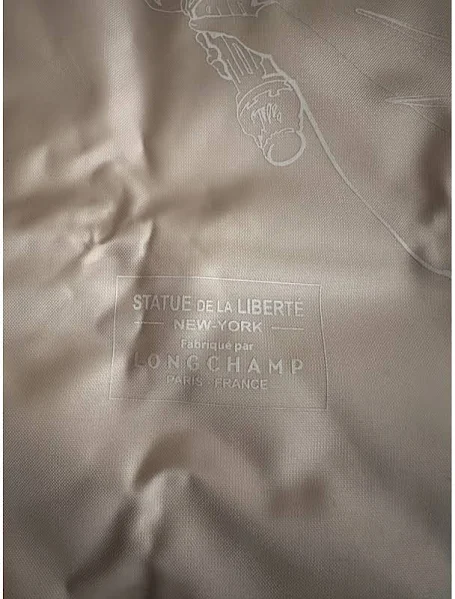 STATUE DE LA LIBERTÉ
NEW-YORK
Fabriqué par
LONGCHAMP
PARIS - FRANCE